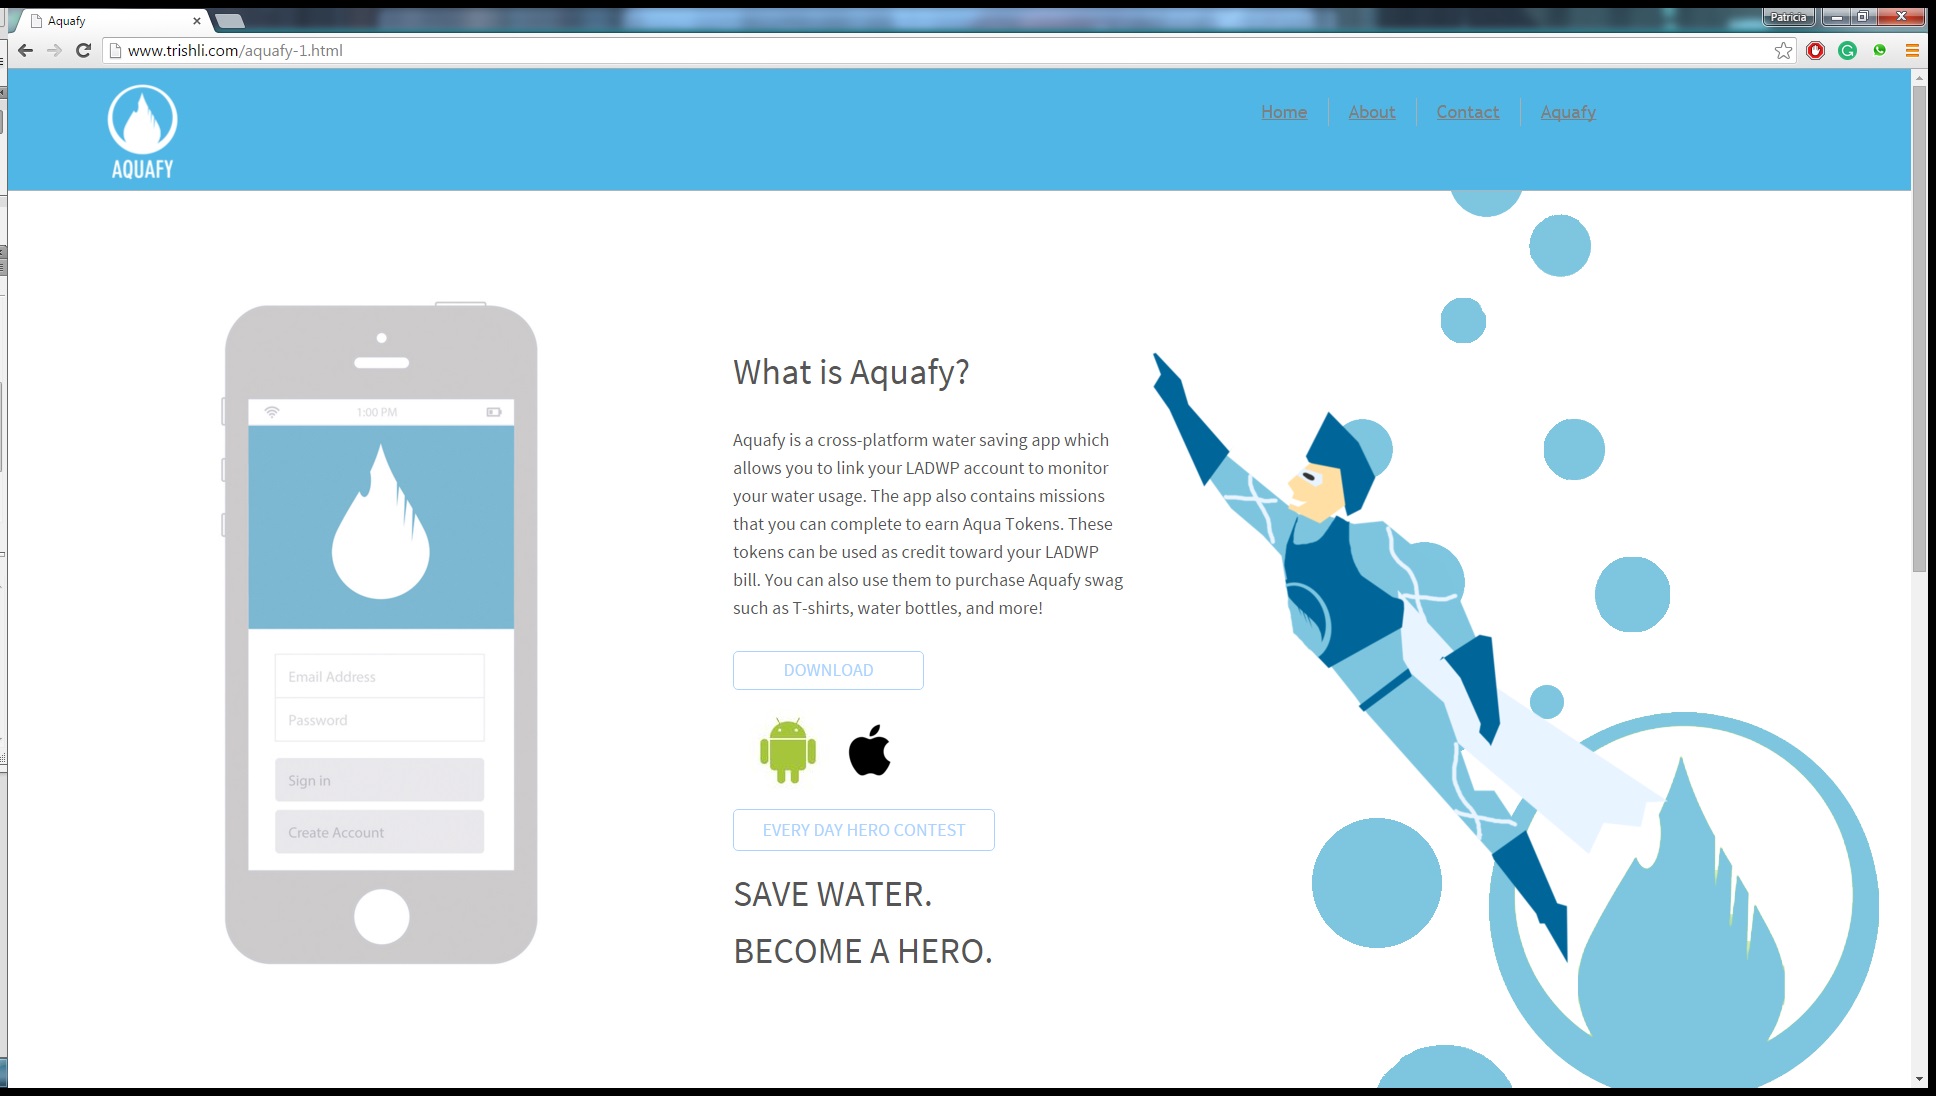 Aquafy
Patricia
www.trishli.com/aquafy-1.html
AQUAFY
Home
About
Contact
Aquafy
1:00 PM
Email Address
Password
Sign in
Create Account
What is Aquafy?
Aquafy is a cross-platform water saving app which
allows you to link your LADWP account to monitor
your water usage. The app also contains missions
that you can complete to earn Aqua Tokens. These
tokens can be used as credit toward your LADWP
bill. You can also use them to purchase Aquafy swag
such as T-shirts, water bottles, and more!
DOWNLOAD
EVERY DAY HERO CONTEST
SAVE WATER.
BECOME A HERO.